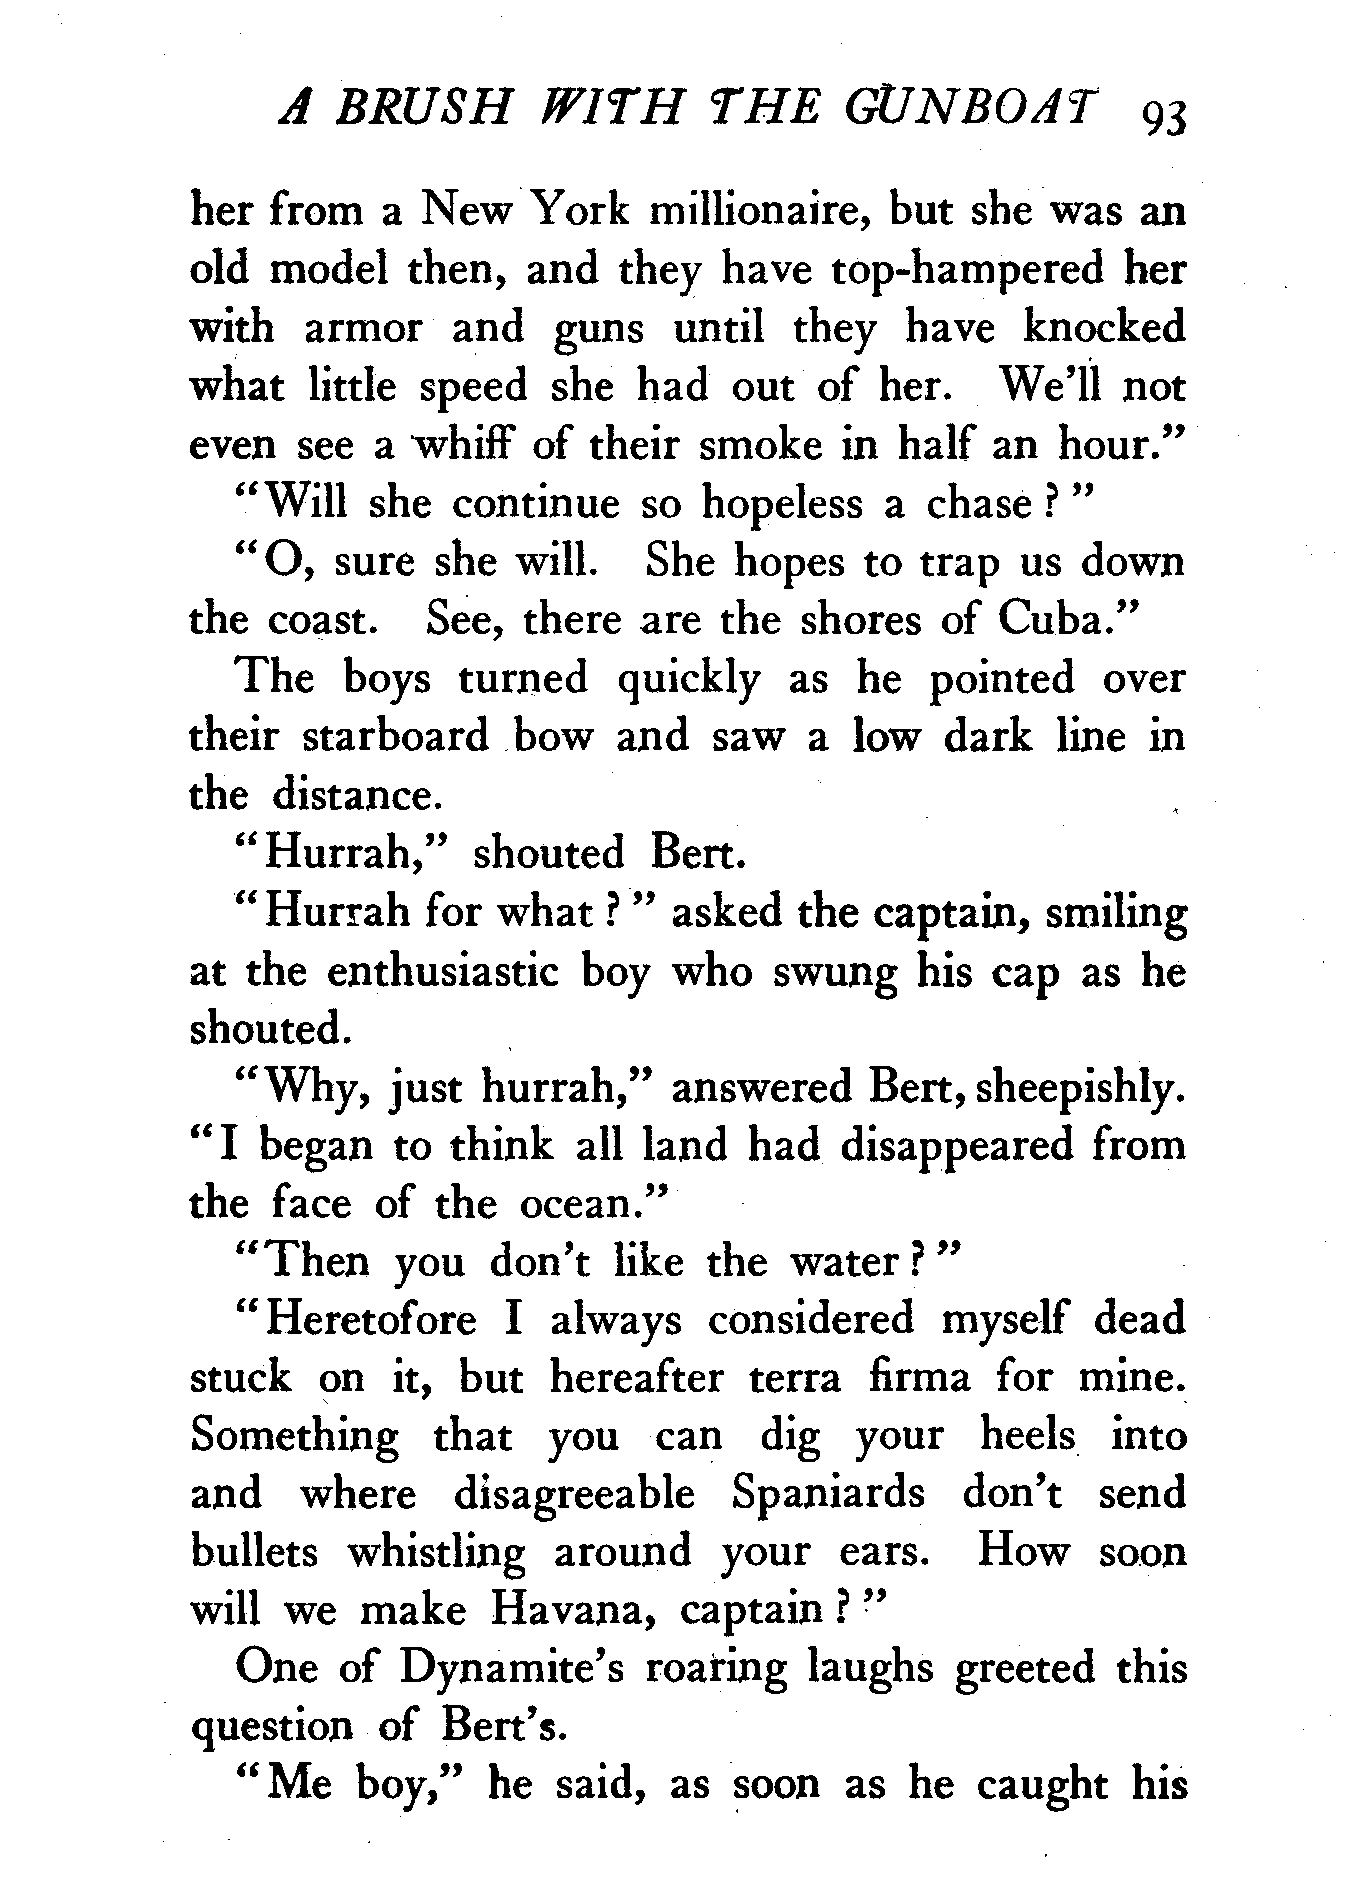 A BRUSH WITH THE GUNBOAT 93
her from a New York millionaire, but she was an
old model then, and they have top-hampered her
with armor and guns until they have knocked
what little speed she had out of her. We'll not
even see a whiff of their smoke in half an hour."
"Will she continue so hopeless a chase?"
"O, sure she will. She hopes to trap us down
the coast. See, there are the shores of Cuba."
The boys turned quickly as he pointed over
their starboard bow and saw a low dark line in
the distance.
"Hurrah," shouted Bert.
"Hurrah for what?" asked the captain, smiling
at the enthusiastic boy who swung his cap as he
shouted.
"Why, just hurrah," answered Bert, sheepishly.
"I began to think all land had disappeared from
the face of the ocean."
"Then you don't like the water?"
"Heretofore I always considered myself dead
stuck on it, but hereafter terra firma for mine.
Something that you can dig your heels into
and where disagreeable Spaniards don't send
bullets whistling around your ears. How soon
will we make Havana, captain?"
One of Dynamite's roaring laughs greeted this
question of Bert's.
"Me boy," he said, as soon as he caught his